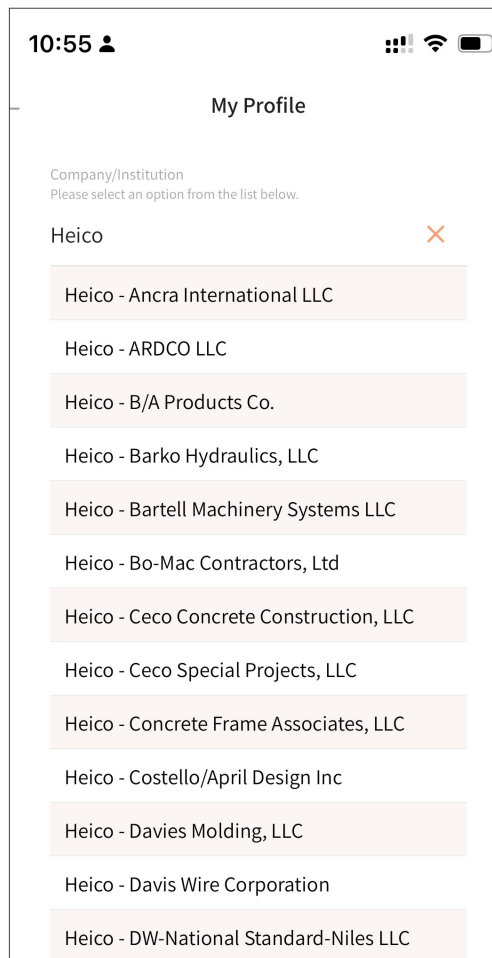 10:55
My Profile
Company/Institution
Please select an option from the list below.
Heico
Heico - Ancra International LLC
Heico - ARDCO LLC
Heico - B/A Products Co.
Heico - Barko Hydraulics, LLC
Heico - Bartell Machinery Systems LLC
Heico - Bo-Mac Contractors, Ltd
Heico - Ceco Concrete Construction, LLC
Heico - Ceco Special Projects, LLC
Heico - Concrete Frame Associates, LLC
Heico - Costello/April Design Inc
Heico - Davies Molding, LLC
Heico - Davis Wire Corporation
Heico - DW-National Standard-Niles LLC